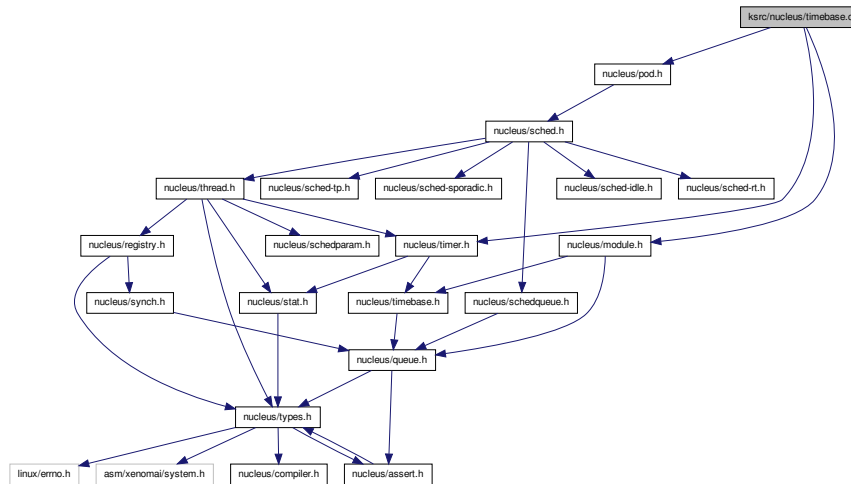 ksrc/nucleus/timebase.c
nucleus/pod.h
nucleus/sched.h
nucleus/thread.h
nucleus/sched-tp.h
nucleus/sched-sporadic.h
nucleus/sched-idle.h
nucleus/sched-rt.h
nucleus/registry.h
nucleus/schedparam.h
nucleus/timer.h
nucleus/module.h
nucleus/synch.h
nucleus/stat.h
nucleus/timebase.h
nucleus/schedqueue.h
nucleus/queue.h
nucleus/types.h
linux/errno.h
asm/xenomai/system.h
nucleus/compiler.h
nucleus/assert.h